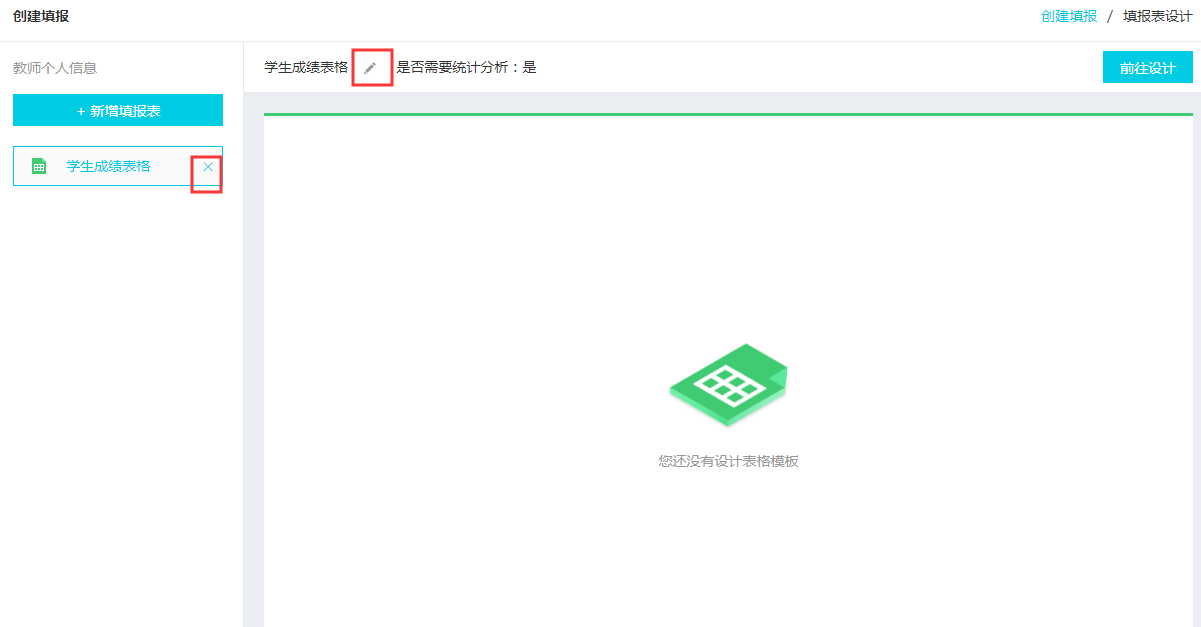 创建填报
创建填报 / 填报表设计
教师个人信息
学生成绩表格 是否需要统计分析：是
前往设计
+ 新增填报表
学生成绩表格
您还没有设计表格模板